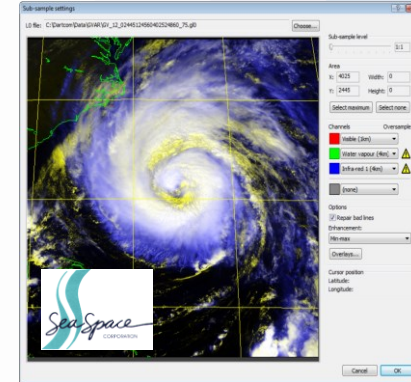 Sub-sample settings
L0 file: C:\Dartcom\Data\GVAR\GY_12_02445124560402524860_75.gl0 Choose...
Sub-sample level
1:1
Area
X: 4025 Width: 0
Y: 2445 Height: 0
Select maximum Select none
Channels Oversample
Visible (1km)
Water vapour (4km)
Infra-red 1 (4km)
(none)
Options
Repair bad lines
Enhancement:
Min-max
Overlays...
Cursor position
Latitude:
Longitude:
SeaSpace
CORPORATION
Cancel OK